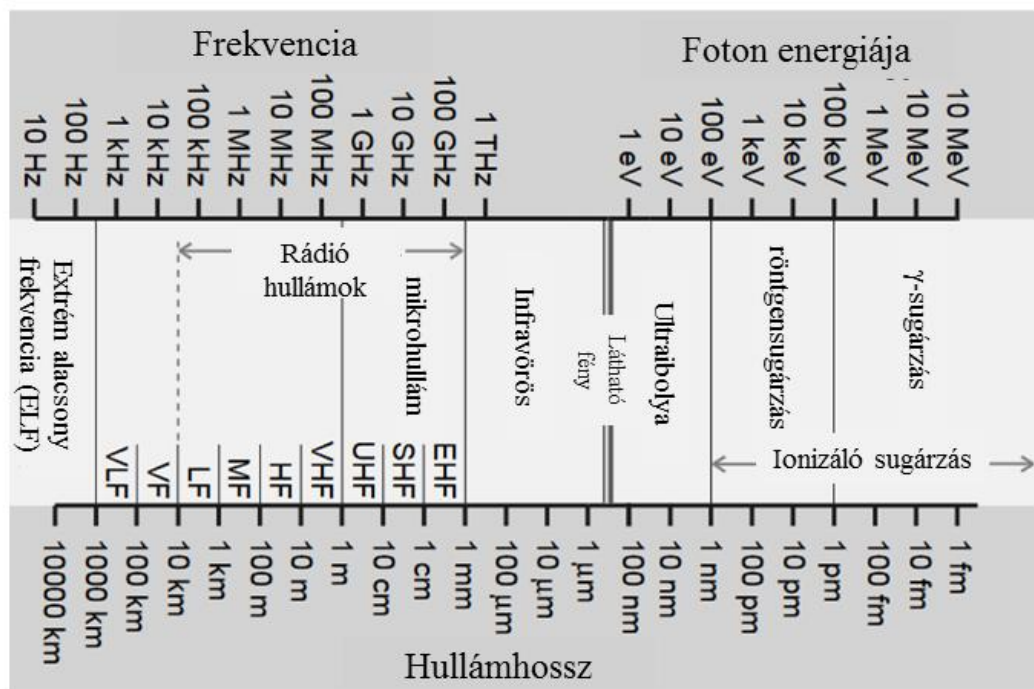 Frekvencia
Foton energiája
10 Hz
100 Hz
1 kHz
10 kHz
100 kHz
1 MHz
10 MHz
100 MHz
1 GHz
10 GHz
100 GHz
1 THz
1 eV
10 eV
100 eV
1 keV
10 keV
100 keV
1 MeV
10 MeV
10 MeV
Extrém alacsony
frekvencia (ELF)
Rádió
hullámok
mikrohullám
Infravörös
Látható
fény
Ultraibolya
röntgensugárzás
γ-sugárzás
Ionizáló sugárzás
VLF
VF
LF
MF
HF
VHF
UHF
SHF
EHF
10000 km
1000 km
100 km
10 km
1 km
100 m
10 m
1 m
10 cm
1 cm
1 mm
100 μm
10 μm
1 μm
100 nm
10 nm
1 nm
100 pm
10 pm
1 pm
100 fm
10 fm
1 fm
Hullámhossz